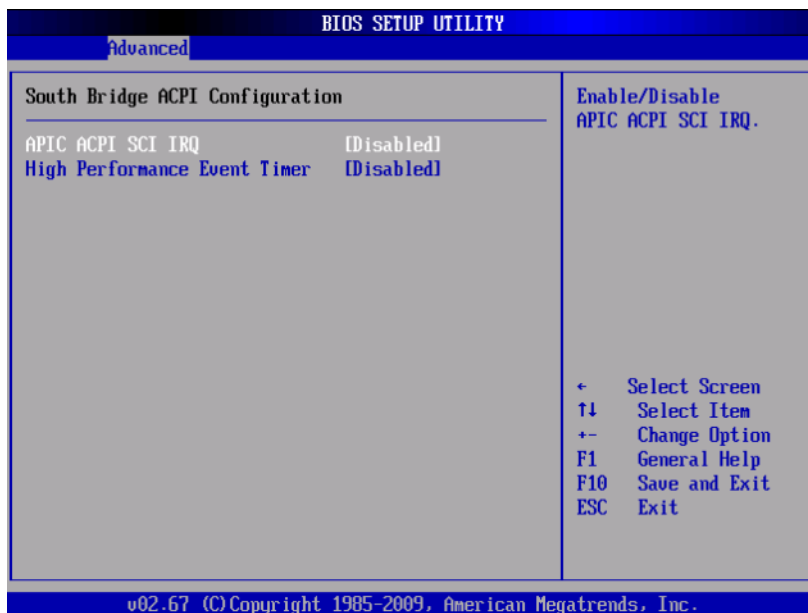 BIOS SETUP UTILITY
Advanced
South Bridge ACPI Configuration
APIC ACPI SCI IRQ [Disabled]
High Performance Event Timer [Disabled]
Enable/Disable
APIC ACPI SCI IRQ.
← Select Screen
↑↓ Select Item
+- Change Option
F1 General Help
F10 Save and Exit
ESC Exit
v02.67 (C)Copyright 1985-2009, American Megatrends, Inc.